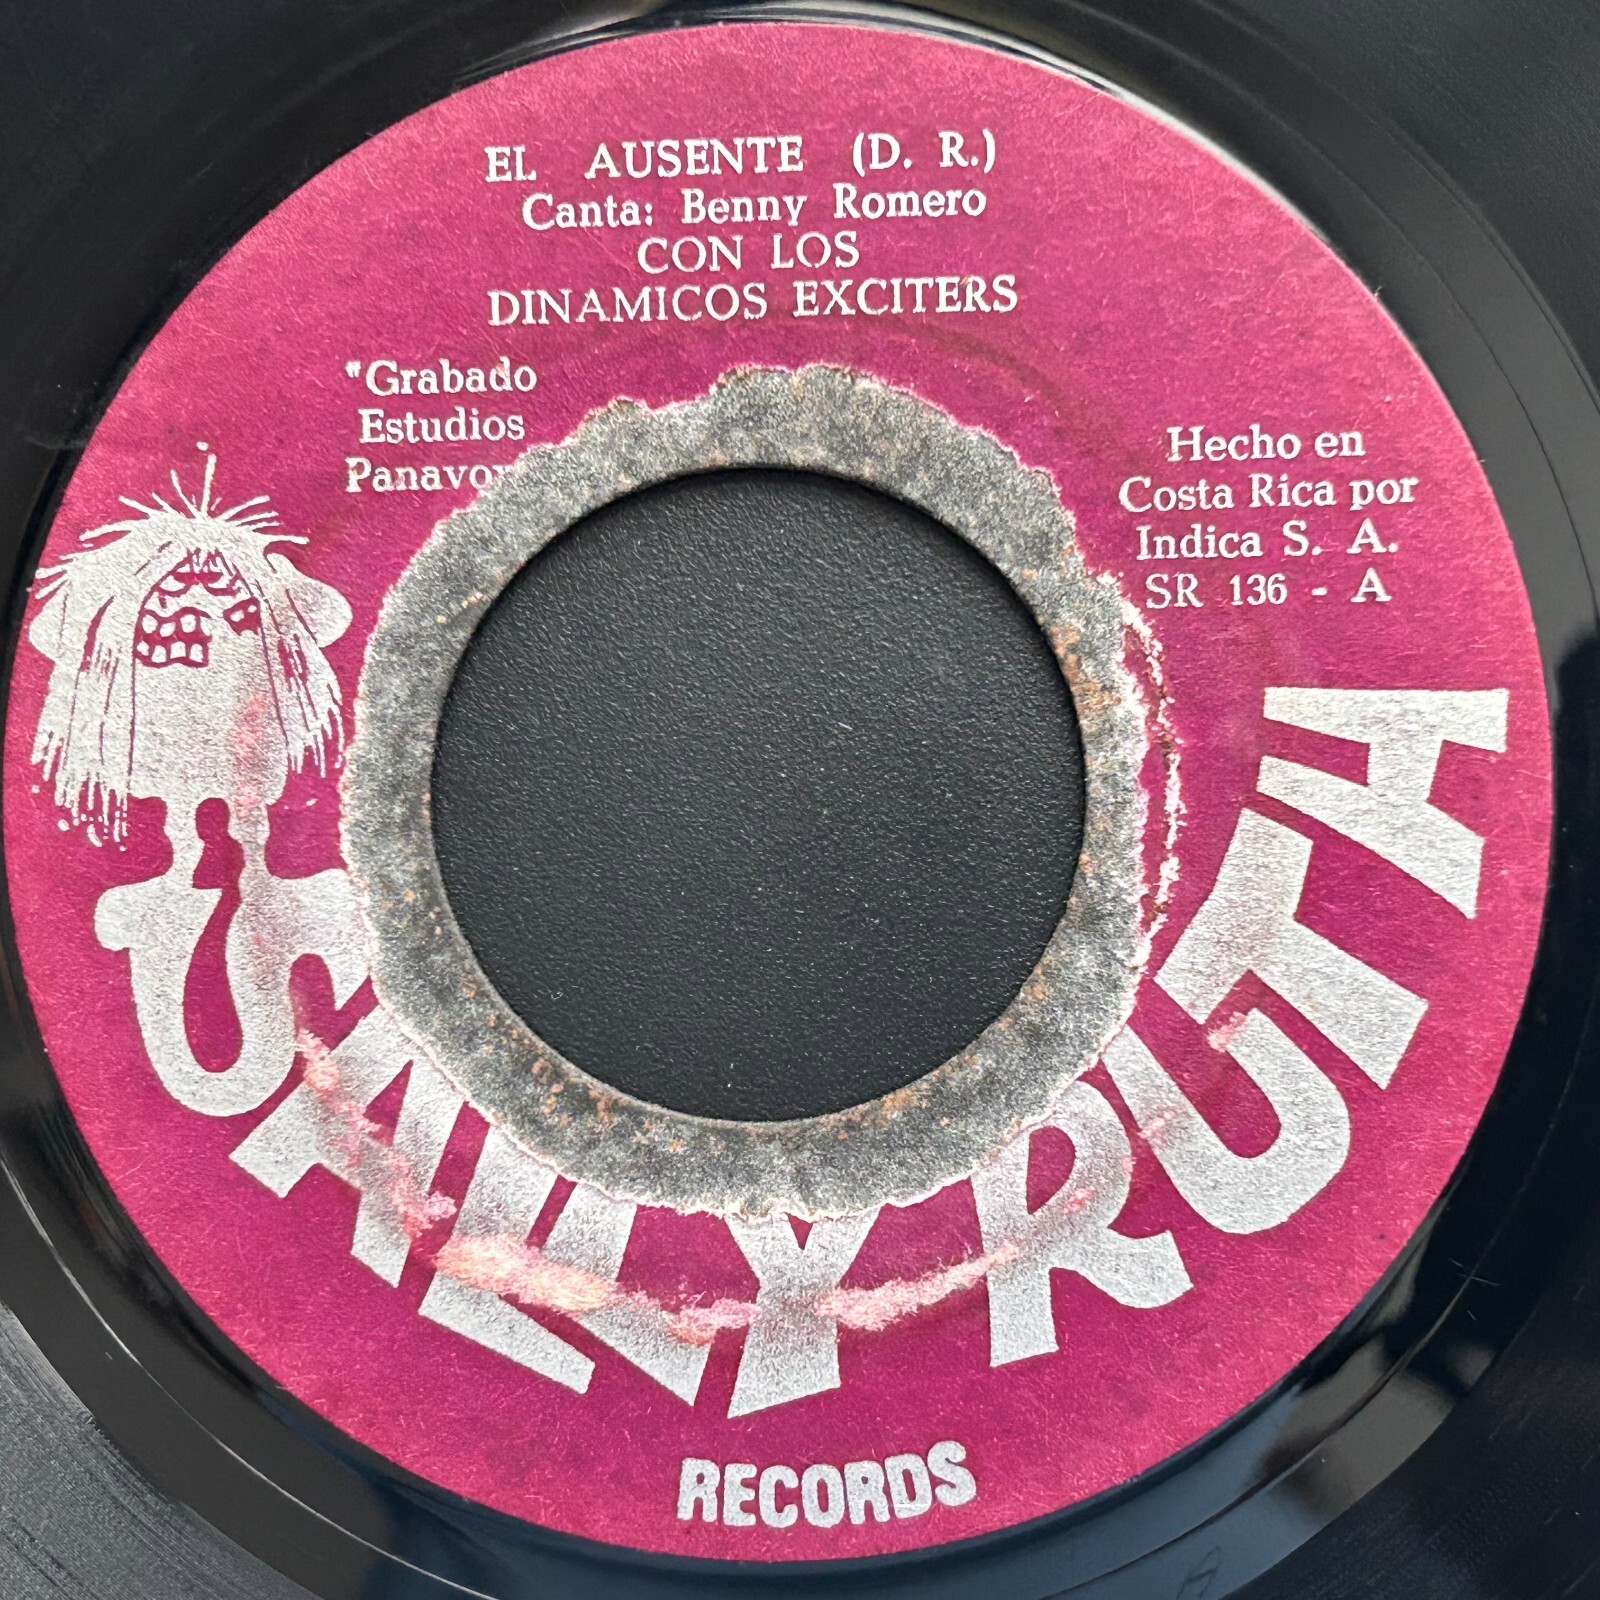 EL AUSENTE (D. R.)
Canta: Benny Romero
CON LOS
DINAMICOS EXCITERS
"Grabado
Estudios
Hecho en
Costa Rica por
Indica S. A.
SR 136 - A
SALLY RUTA
RECORDS